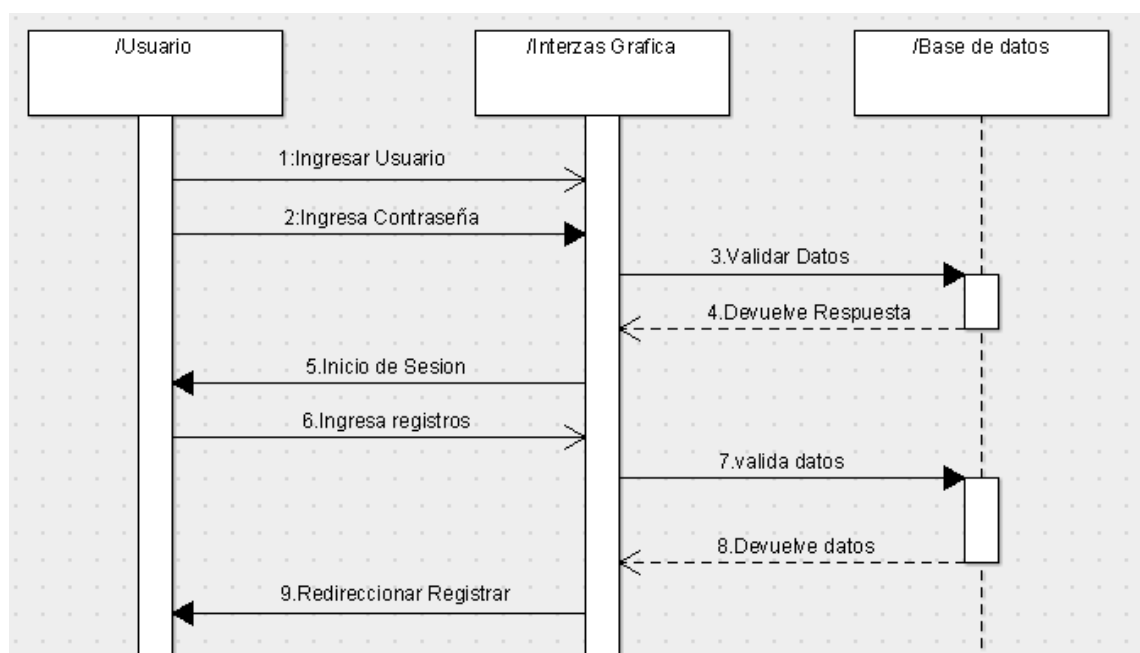 /Usuario
/Interzas Grafica
/Base de datos
1:Ingresar Usuario
2:Ingresa Contraseña
3.Validar Datos
4.Devuelve Respuesta
5.Inicio de Sesion
6.Ingresa registros
7.valida datos
8.Devuelve datos
9.Redireccionar Registrar